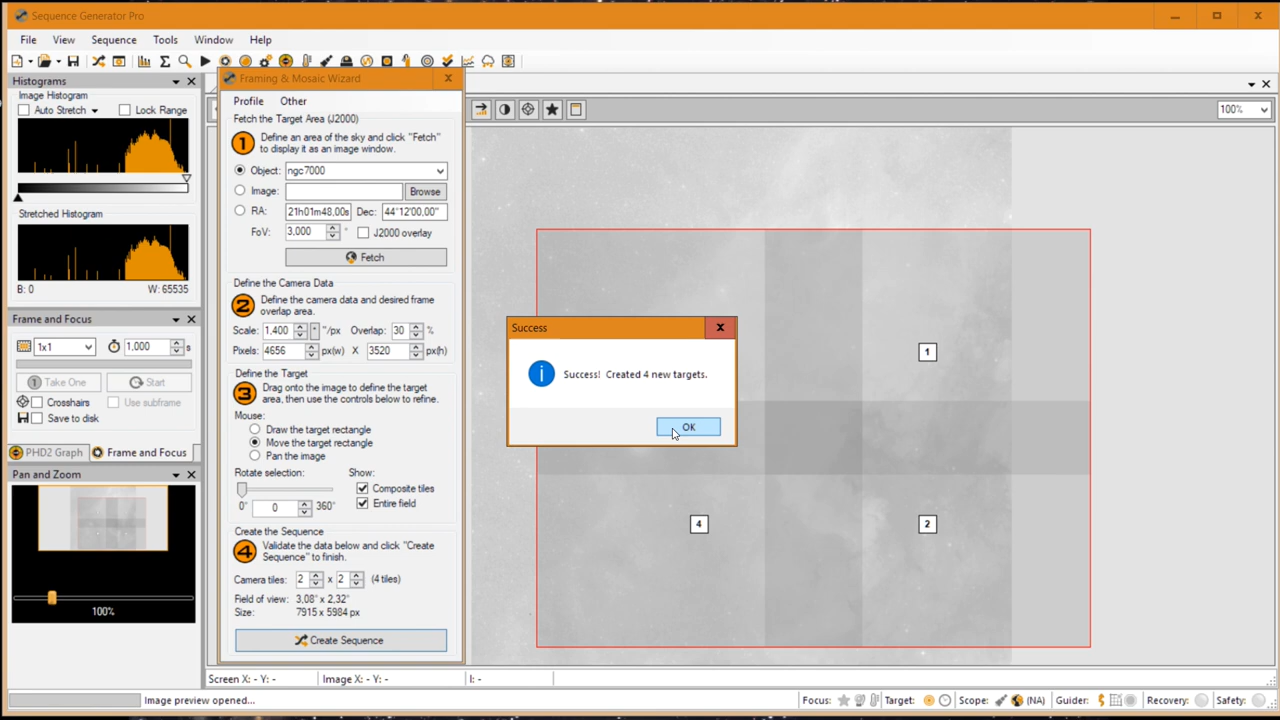 Sequence Generator Pro
File View Sequence Tools Window Help
Histograms
Image Histogram
Auto Stretch Lock Range
Stretched Histogram
B: 0 W: 65535
Frame and Focus
1x1 1,000 s
1 Take One Start
Crosshairs Use subframe
Save to disk
PHD2 Graph Frame and Focus
Pan and Zoom
100%
Framing & Mosaic Wizard
Profile Other
Fetch the Target Area (J2000)
1 Define an area of the sky and click "Fetch"
to display it as an image window.
Object: ngc7000
Image: Browse
RA: 21h01m48,00s Dec: 44°12'00,00"
FoV: 3,000 ° J2000 overlay
Fetch
Define the Camera Data
2 Define the camera data and desired frame
overlap area.
Scale: 1,400 * "/px Overlap: 30 %
Pixels: 4656 px(w) X 3520 px(h)
Define the Target
3 Drag onto the image to define the target
area, then use the controls below to refine.
Mouse:
Draw the target rectangle
Move the target rectangle
Pan the image
Rotate selection: Show:
Composite tiles
0° 0 360° Entire field
Create the Sequence
4 Validate the data below and click "Create
Sequence" to finish.
Camera tiles: 2 x 2 (4 tiles)
Field of view: 3,08° x 2,32°
Size: 7915 x 5984 px
Create Sequence
100%
1
Success
Success! Created 4 new targets.
OK
4 2
Screen X: - Y: - Image X: - Y: - I: -
Image preview opened... Focus: Target: Scope: (NA) Guider: Recovery: Safety: